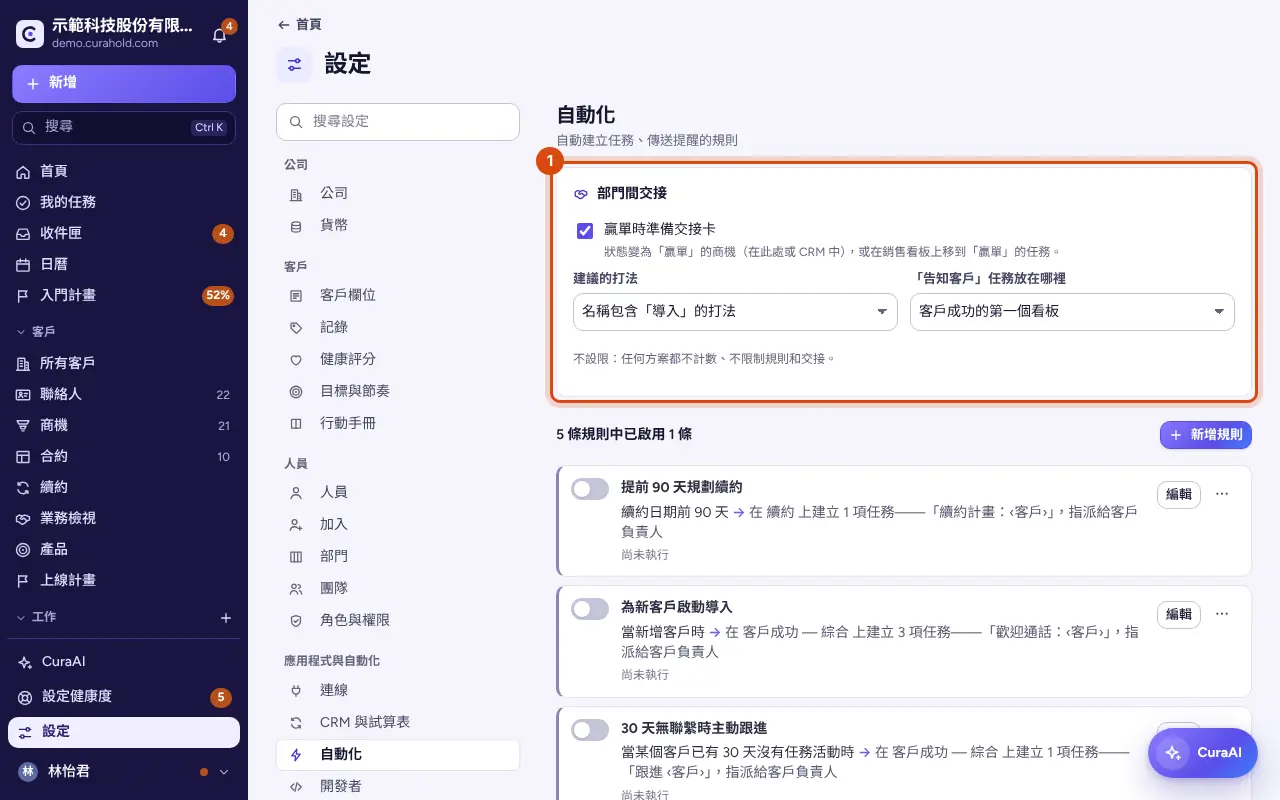 示範科技股份有限...
demo.curahold.com
4
新增
搜尋
Ctrl K
首頁
我的任務
收件匣
4
日曆
入門計畫
52%
客戶
所有客戶
聯絡人
22
商機
21
合約
10
續約
業務檢視
產品
上線計畫
工作
CuraAI
設定健康度
5
設定
林
林怡君
首頁
設定
搜尋設定
公司
公司
貨幣
客戶
客戶欄位
記錄
健康評分
目標與節奏
行動手冊
人員
人員
加入
部門
團隊
角色與權限
應用程式與自動化
連線
CRM 與試算表
自動化
開發者
自動化
自動建立任務、傳送提醒的規則
1
部門間交接
贏單時準備交接卡
狀態變為「贏單」的商機（在此處或 CRM 中），或在銷售看板上移到「贏單」的任務。
建議的打法
名稱包含「導入」的打法
「告知客戶」任務放在哪裡
客戶成功的第一個看板
不設限：任何方案都不計數、不限制規則和交接。
5 條規則中已啟用 1 條
新增規則
提前 90 天規劃續約
續約日期前 90 天 → 在 續約 上建立 1 項任務——「續約計畫：‹客戶›」，指派給客戶
負責人
尚未執行
編輯
為新客戶啟動導入
當新增客戶時 → 在 客戶成功 — 綜合 上建立 3 項任務——「歡迎通話：‹客戶›」，指
派給客戶負責人
尚未執行
編輯
30 天無聯繫時主動跟進
當某個客戶已有 30 天沒有任務活動時 → 在 客戶成功 — 綜合 上建立 1 項任務——
「跟進 ‹客戶›」，指派給客戶負責人
尚未執行
CuraAI